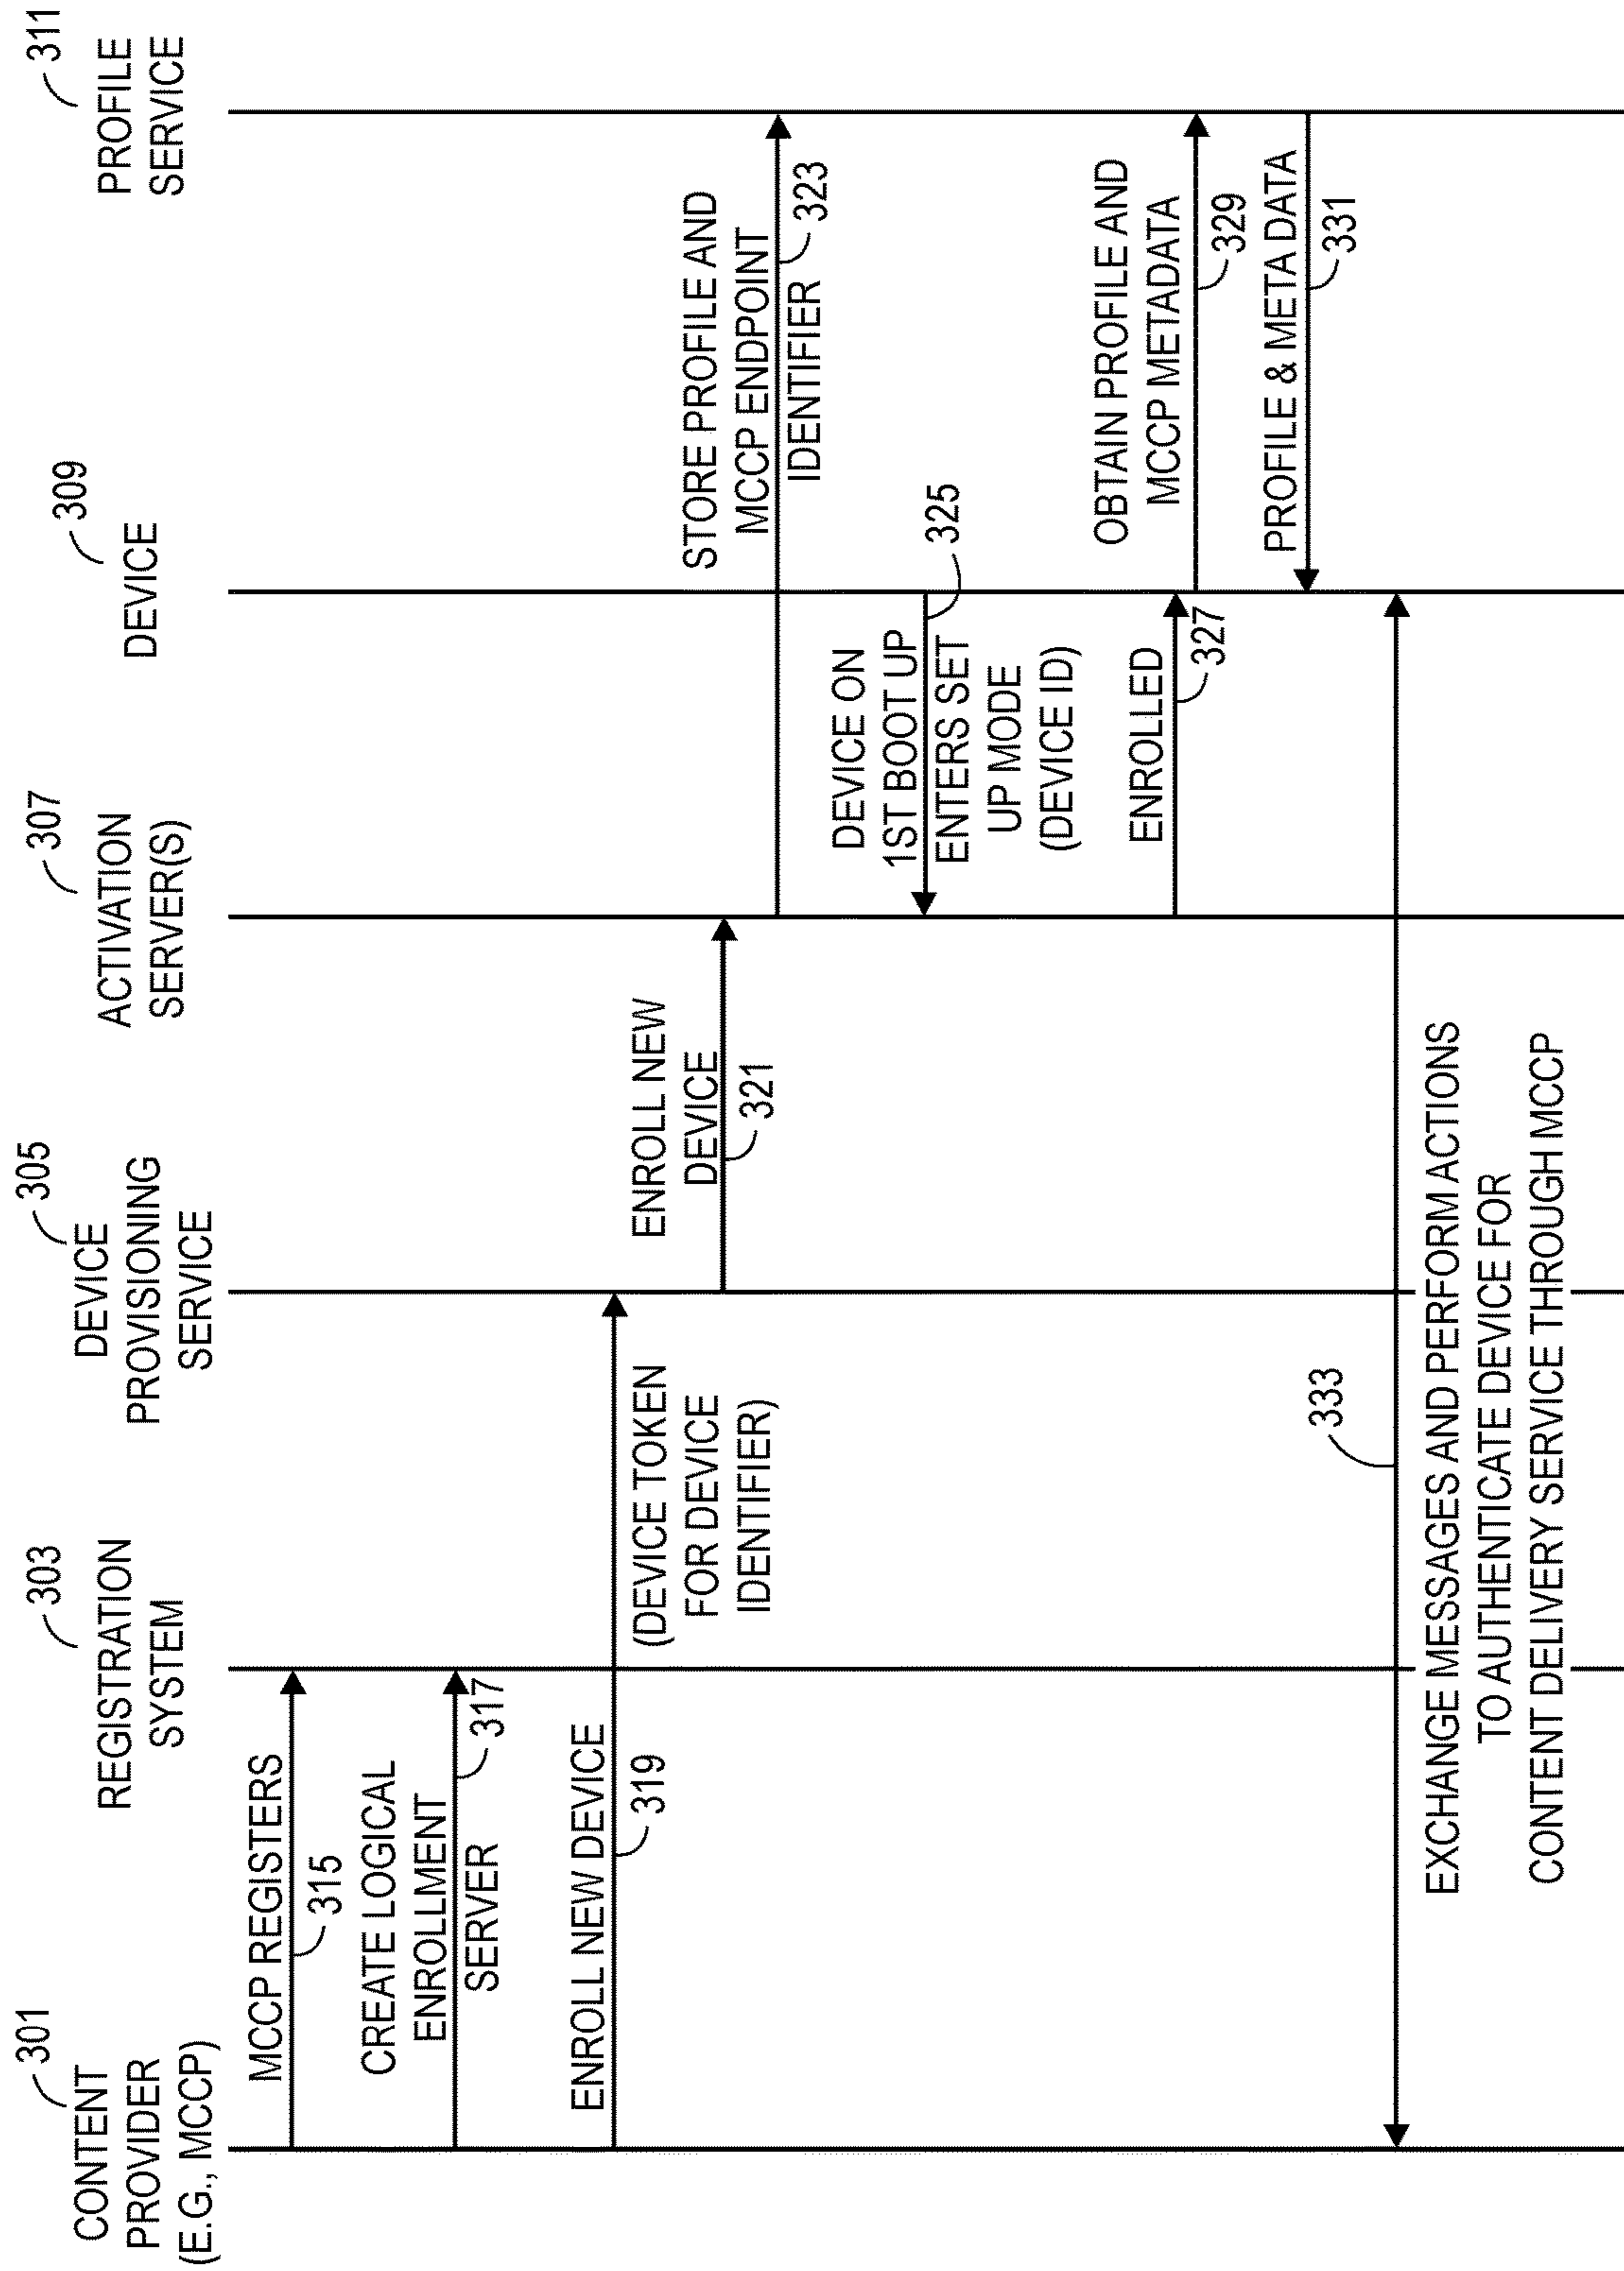 301
CONTENT
PROVIDER
(E.G., MCCP)
303
REGISTRATION
SYSTEM
305
DEVICE
PROVISIONING
SERVICE
307
ACTIVATION
SERVER(S)
309
DEVICE
311
PROFILE
SERVICE
MCCP REGISTERS
315
CREATE LOGICAL
ENROLLMENT
SERVER
317
ENROLL NEW DEVICE
319
(DEVICE TOKEN
FOR DEVICE
IDENTIFIER)
ENROLL NEW
DEVICE
321
STORE PROFILE AND
MCCP ENDPOINT
IDENTIFIER
323
DEVICE ON
1ST BOOT UP
ENTERS SET
UP MODE
(DEVICE ID)
325
ENROLLED
327
OBTAIN PROFILE AND
MCCP METADATA
329
PROFILE & META DATA
331
333
EXCHANGE MESSAGES AND PERFORM ACTIONS
TO AUTHENTICATE DEVICE FOR
CONTENT DELIVERY SERVICE THROUGH MCCP